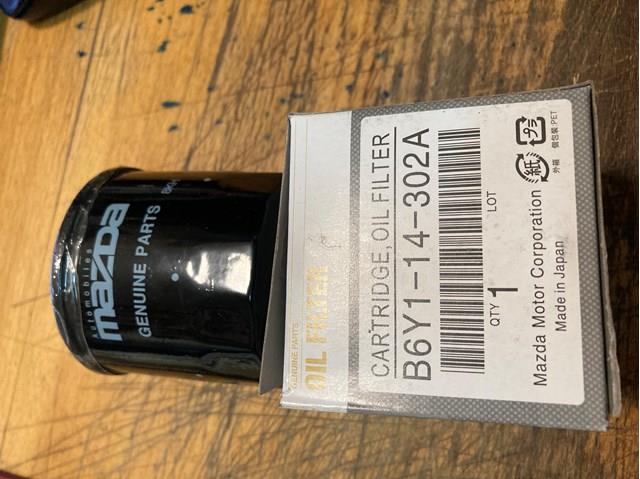 automobiles
mazda
GENUINE PARTS
GENUINE PARTS
OIL FILTER
CARTRIDGE, OIL FILTER
B6Y1-14-302A
LOT
QTY 1
Mazda Motor Corporation
Made in Japan
紙
プラ
外箱
個包装:PET